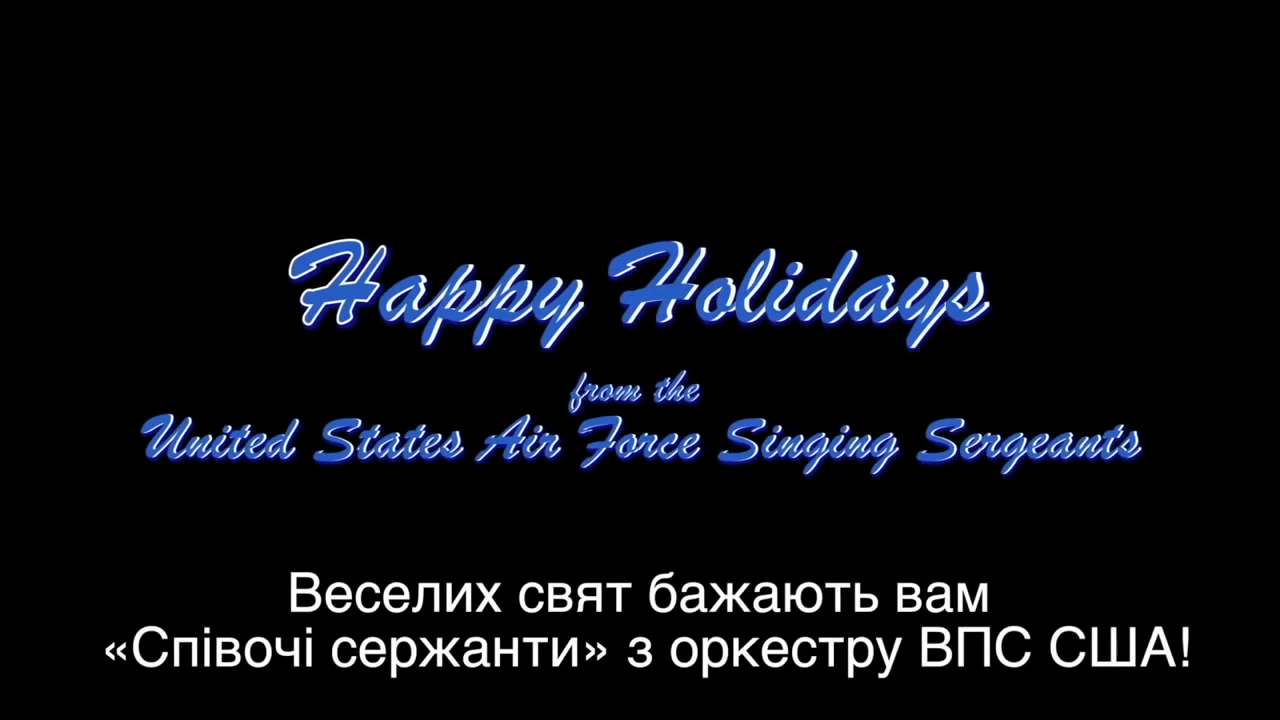 Happy Holidays
from the
United States Air Force Singing Sergeants
Веселих свят бажають вам
«Співочі сержанти» з оркестру ВПС США!